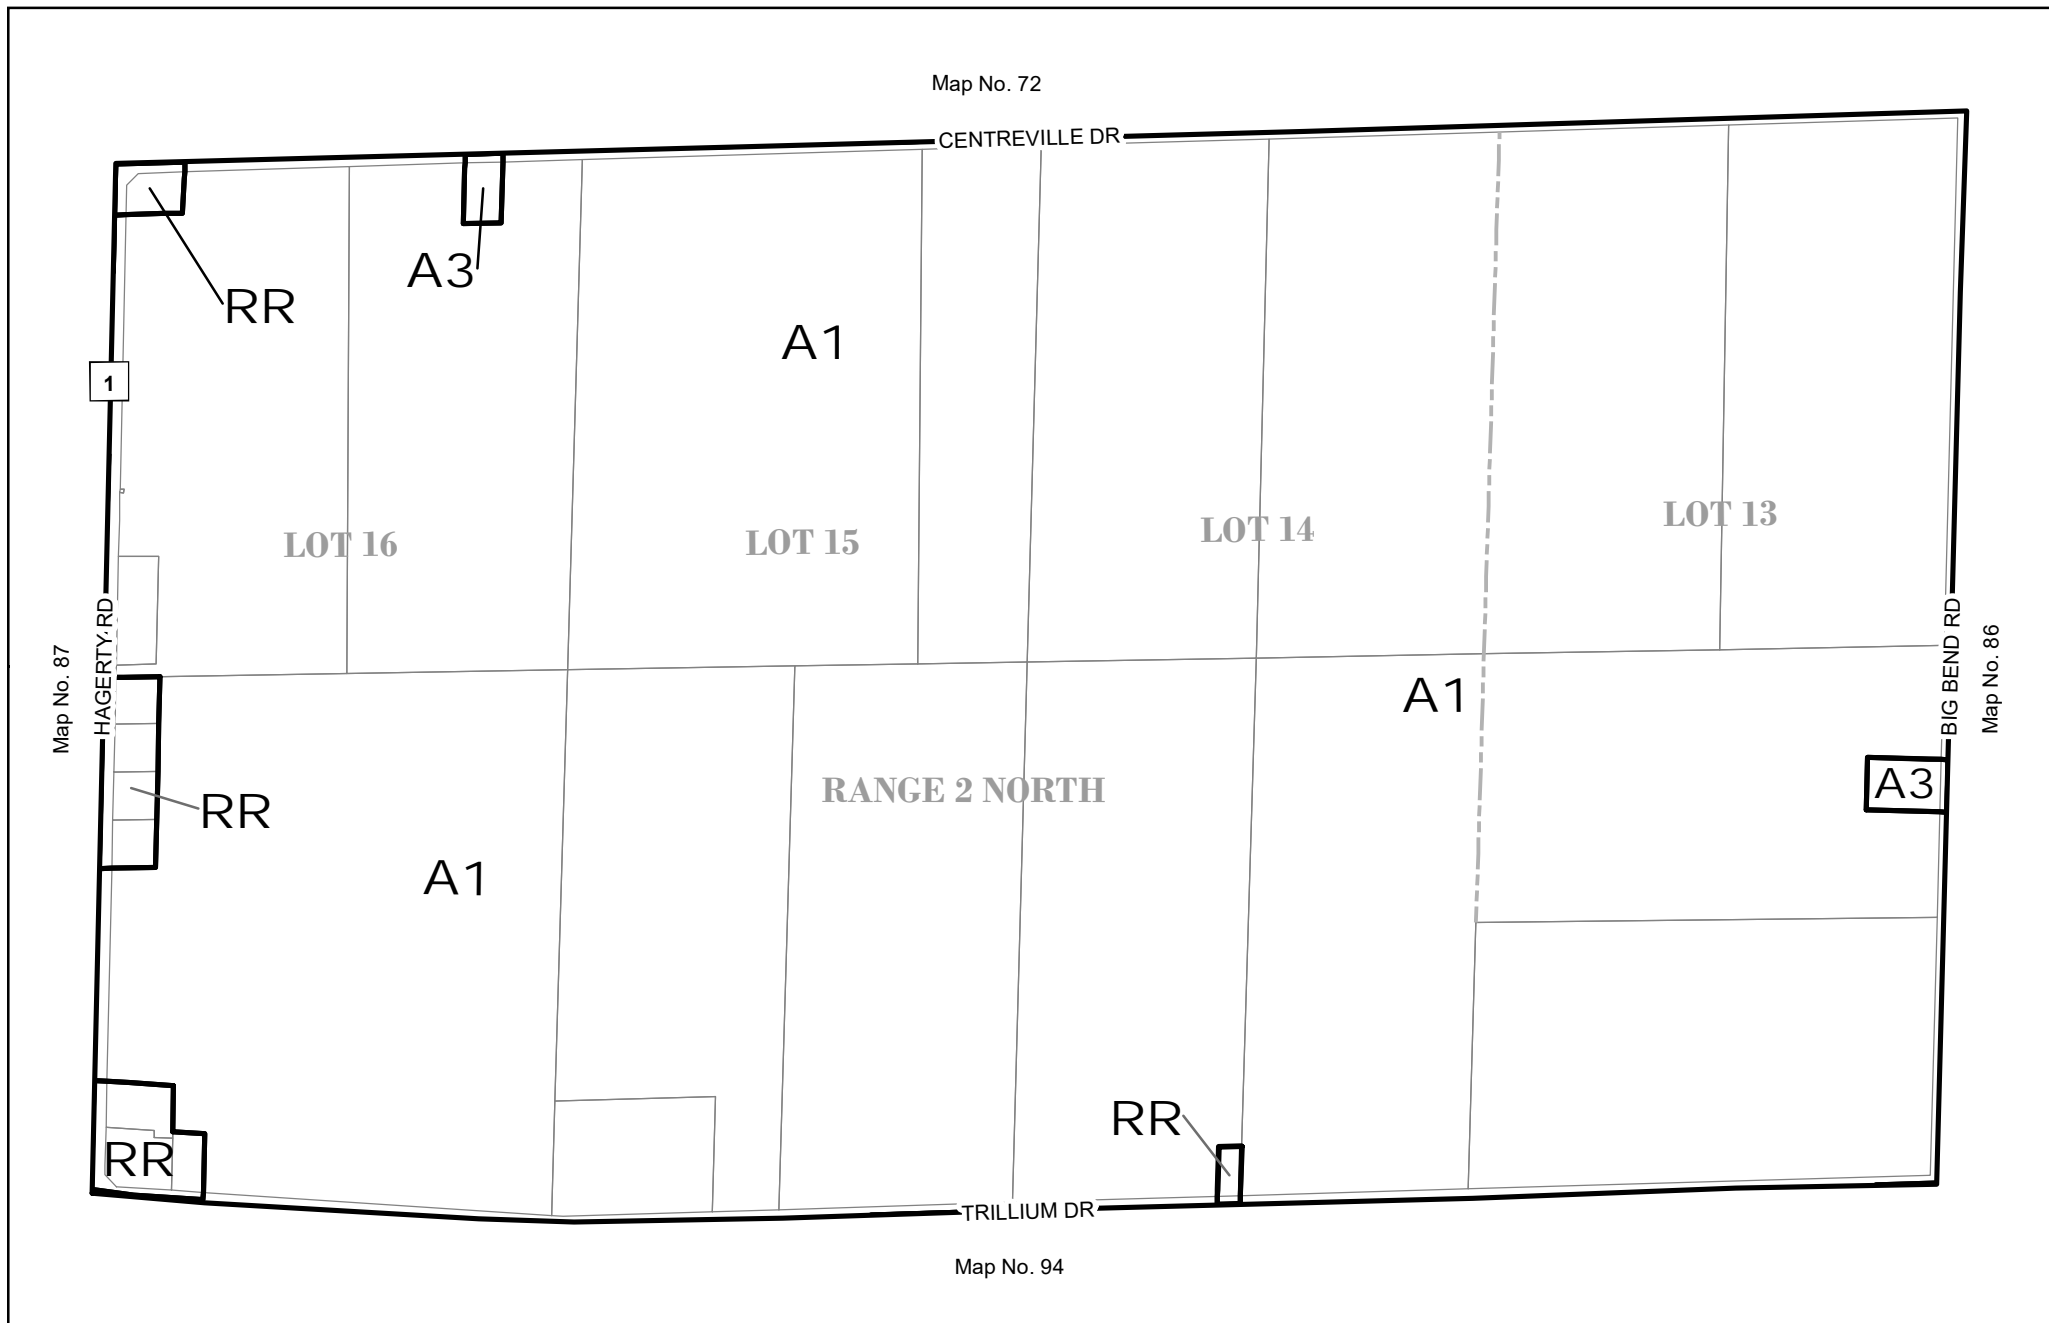 Map No. 72
CENTREVILLE DR
A3
RR
A1
1
LOT 16
LOT 15
LOT 14
LOT 13
HAGERTY RD
BIG BEND RD
Map No. 87
Map No. 86
A1
RANGE 2 NORTH
A3
RR
A1
RR
RR
TRILLIUM DR
Map No. 94